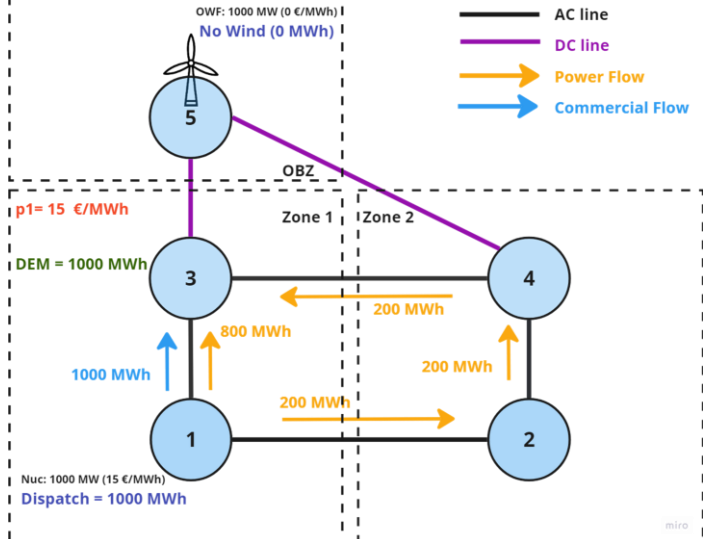 OWF: 1000 MW (0 €/MWh)
No Wind (0 MWh)
AC line
DC line
Power Flow
Commercial Flow
5
OBZ
p1= 15 €/MWh
Zone 1
Zone 2
DEM = 1000 MWh
3
4
200 MWh
800 MWh
1000 MWh
200 MWh
200 MWh
1
2
Nuc: 1000 MW (15 €/MWh)
Dispatch = 1000 MWh
miro